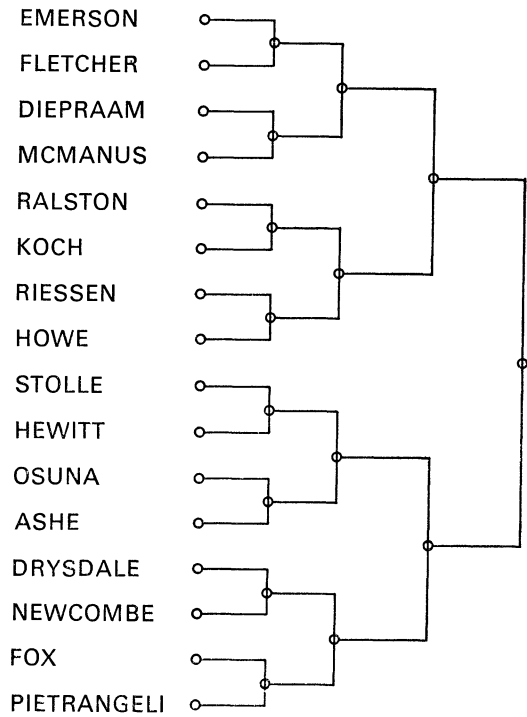 EMERSON
FLETCHER
DIEPRAAM
MCMANUS
RALSTON
KOCH
RIESSEN
HOWE
STOLLE
HEWITT
OSUNA
ASHE
DRYSDALE
NEWCOMBE
FOX
PIETRANGELI